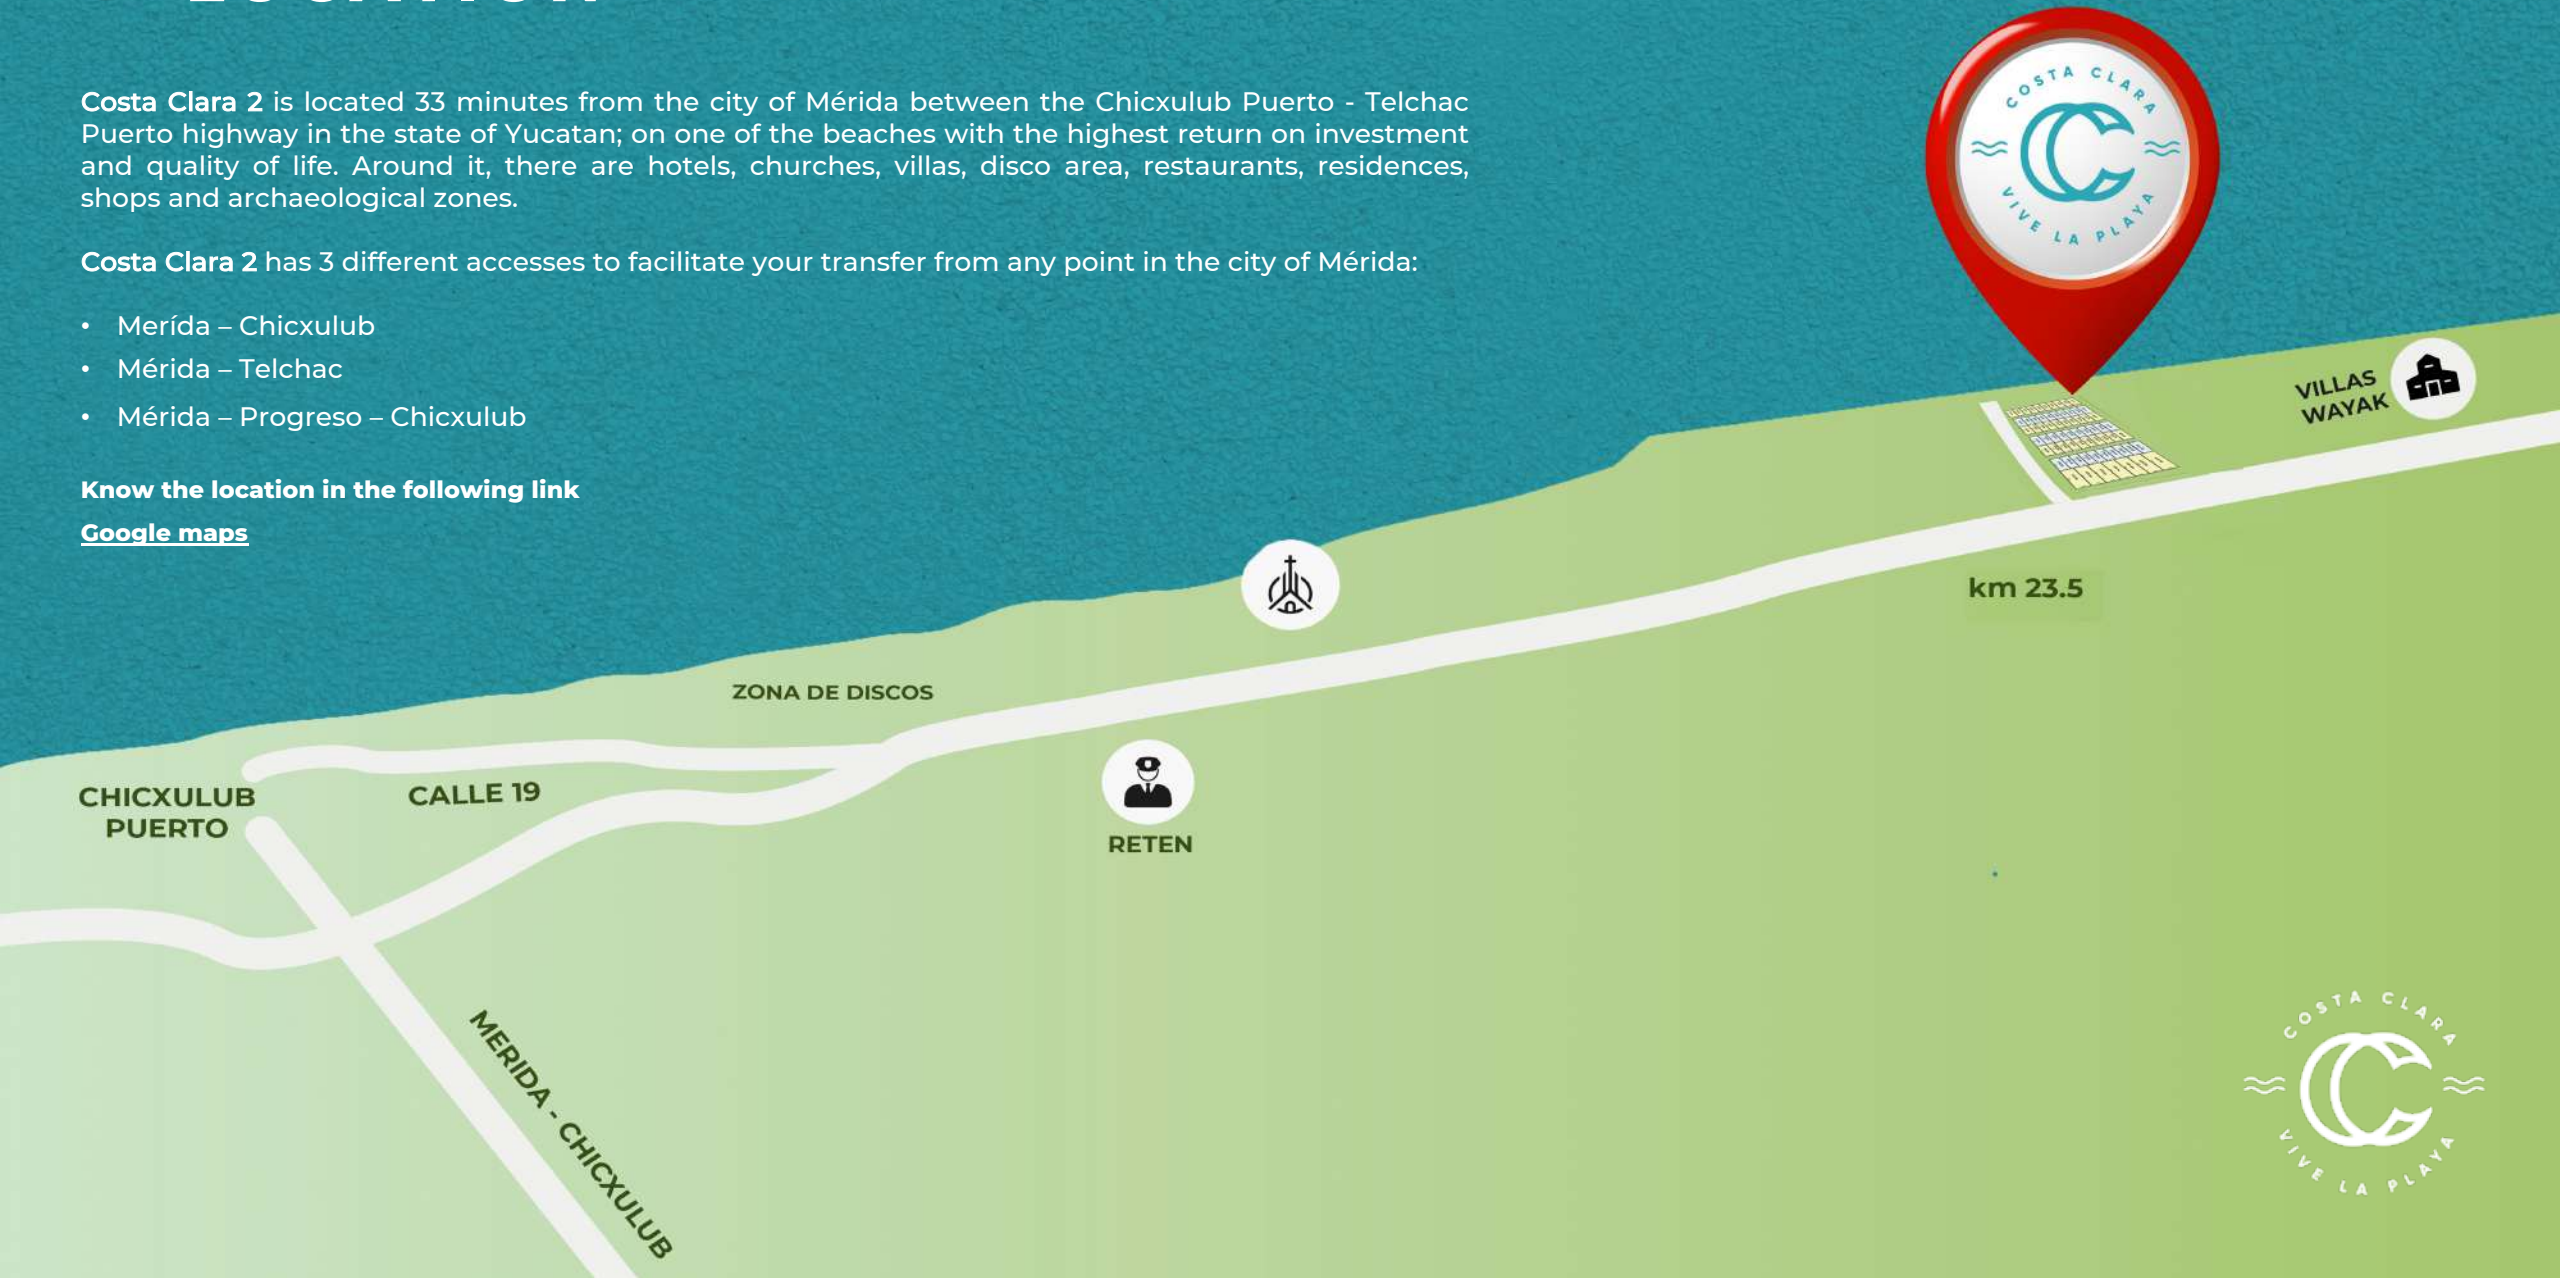 Costa Clara 2 is located 33 minutes from the city of Mérida between the Chicxulub Puerto - Telchac
Puerto highway in the state of Yucatan; on one of the beaches with the highest return on investment
and quality of life. Around it, there are hotels, churches, villas, disco area, restaurants, residences,
shops and archaeological zones.
Costa Clara 2 has 3 different accesses to facilitate your transfer from any point in the city of Mérida:
• Merída – Chicxulub
• Mérida – Telchac
• Mérida – Progreso – Chicxulub
Know the location in the following link
Google maps
COSTA CLARA
VIVE LA PLAYA
VILLAS
WAYAK
km 23.5
ZONA DE DISCOS
CHICXULUB
PUERTO
CALLE 19
RETEN
MERIDA - CHICXULUB
COSTA CLARA
VIVE LA PLAYA